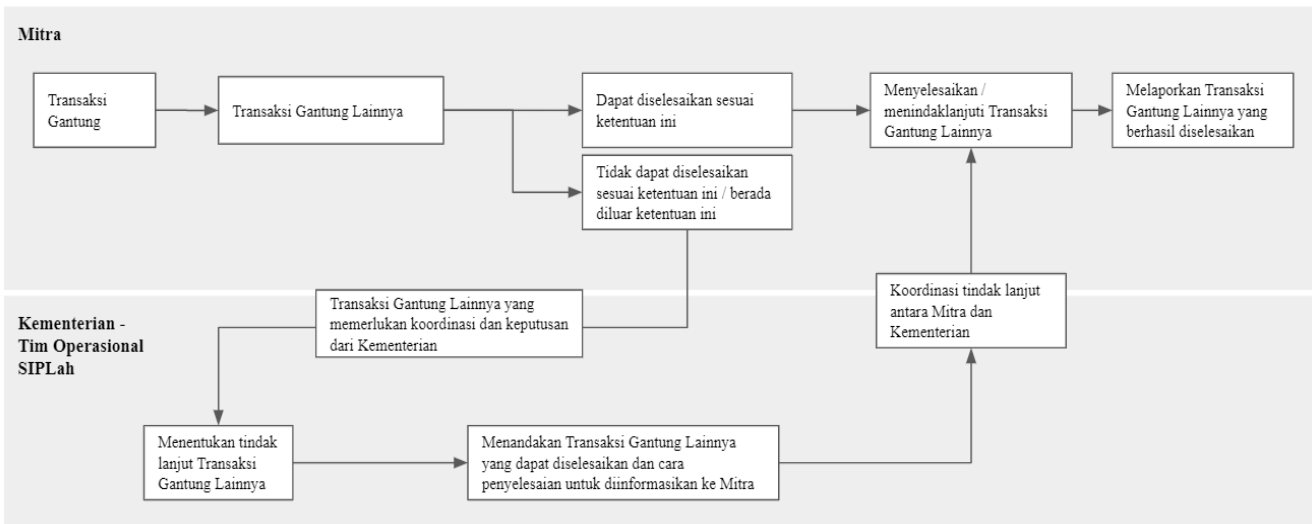 Mitra
Transaksi
Gantung
Transaksi Gantung Lainnya
Dapat diselesaikan sesuai
ketentuan ini
Menyelesaikan /
menindaklanjuti Transaksi
Gantung Lainnya
Melaporkan Transaksi
Gantung Lainnya yang
berhasil diselesaikan
Tidak dapat diselesaikan
sesuai ketentuan ini / berada
diluar ketentuan ini
Koordinasi tindak lanjut
antara Mitra dan
Kementerian
Transaksi Gantung Lainnya yang
memerlukan koordinasi dan keputusan
dari Kementerian
Kementerian -
Tim Operasional
SIPLah
Menentukan tindak
lanjut Transaksi
Gantung Lainnya
Menandakan Transaksi Gantung Lainnya
yang dapat diselesaikan dan cara
penyelesaian untuk diinformasikan ke Mitra